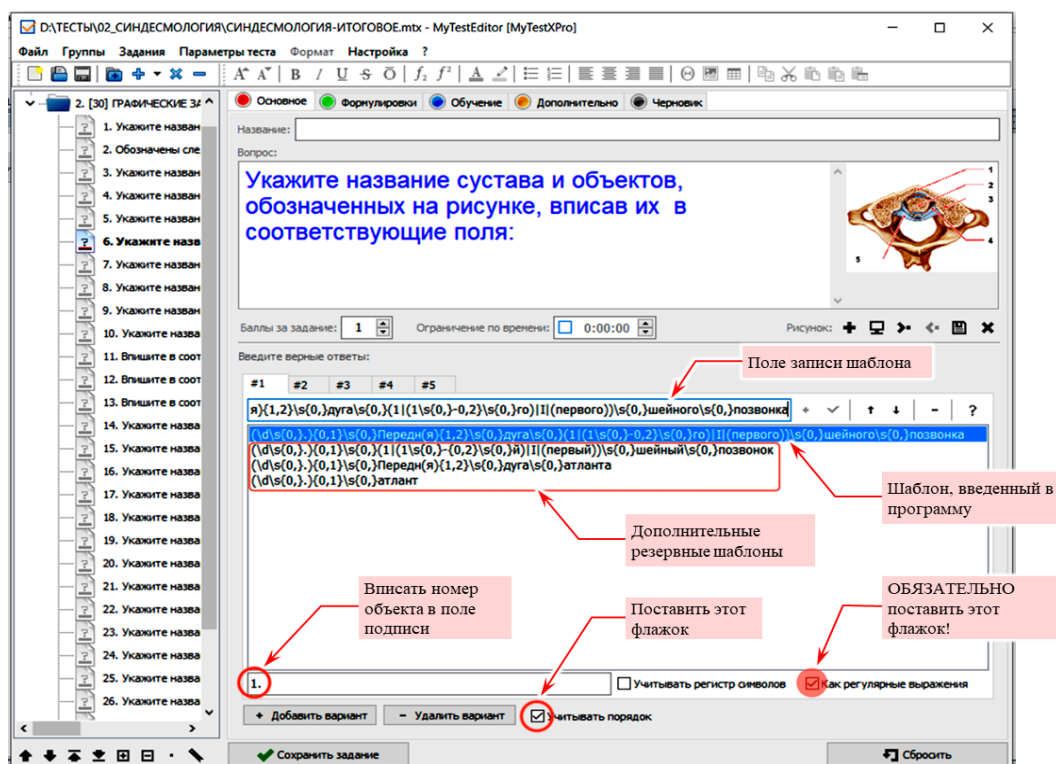 D:\ТЕСТЫ\02_СИНДЕСМОЛОГИЯ\СИНДЕСМОЛОГИЯ-ИТОГОВОЕ.mtx - MyTestEditor [MyTestXPro]
Файл Группы Задания Параметры теста Формат Настройка ?
2. [30] ГРАФИЧЕСКИЕ ЗА
1. Укажите назван
2. Обозначены сле
3. Укажите назван
4. Укажите назван
5. Укажите назван
6. Укажите назв
7. Укажите назван
8. Укажите назван
9. Укажите назван
10. Укажите назва
11. Впишите в соот
12. Впишите в соот
13. Впишите в соот
14. Укажите назва
15. Укажите назва
16. Укажите назва
17. Укажите назва
18. Укажите назва
19. Укажите назва
20. Укажите назва
21. Укажите назва
22. Укажите назва
23. Укажите назва
24. Укажите назва
25. Укажите назва
26. Укажите назва
Основное Формулировки Обучение Дополнительно Черновик
Название:
Вопрос:
Укажите название сустава и объектов,
обозначенных на рисунке, вписав их в
соответствующие поля:
1
2
3
4
5
Баллы за задание: 1 Ограничение по времени: 0:00:00 Рисунок:
Введите верные ответы:
Поле записи шаблона
#1 #2 #3 #4 #5
я){1,2}\s{0,}дуга\s{0,}(1|(1\s{0,}-0,2}\s{0,}го)|I|(первого))\s{0,}шейного\s{0,}позвонка
(\d\s{0,}.){0,1}\s{0,}Передн(я){1,2}\s{0,}дуга\s{0,}(1|(1\s{0,}-0,2}\s{0,}го)|I|(первого))\s{0,}шейного\s{0,}позвонка
(\d\s{0,}.){0,1}\s{0,}(1|(1\s{0,}-{0,2}\s{0,}й)|I|(первый))\s{0,}шейный\s{0,}позвонок
(\d\s{0,}.){0,1}\s{0,}Передн(я){1,2}\s{0,}дуга\s{0,}атланта
(\d\s{0,}.){0,1}\s{0,}атлант
Шаблон, введенный в
программу
Дополнительные
резервные шаблоны
Вписать номер
объекта в поле
подписи
Поставить этот
флажок
ОБЯЗАТЕЛЬНО
поставить этот
флажок!
1.
Учитывать регистр символов Как регулярные выражения
+ Добавить вариант − Удалить вариант Учитывать порядок
Сохранить задание Сбросить